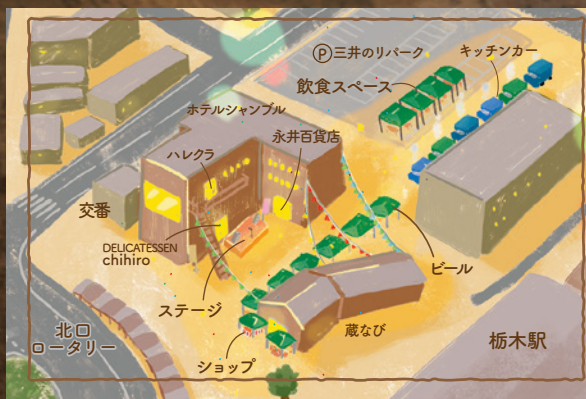 Ⓟ三井のリパーク
キッチンカー
飲食スペース
ホテルシャンブル
永井百貨店
ハレクラ
交番
DELICATESSEN
chihiro
ビール
ステージ
蔵なび
北口
ロータリー
栃木駅
ショップ